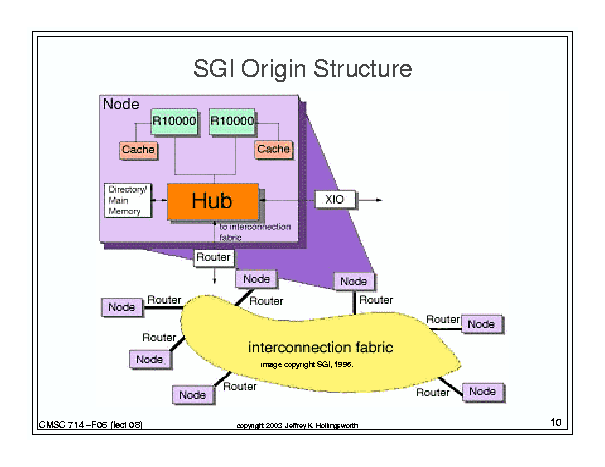 SGI Origin Structure
Node
R10000
R10000
Cache
Cache
Directory/
Main
Memory
Hub
XIO
to interconnection
fabric
Router
Node
Node
Node
Router
Router
Router
Router
Node
Router
Node
interconnection fabric
image copyright SGI, 1996.
Node
Router
Router
Node
CMSC 714 –F06 (lect 08)
copyright 2003 Jeffrey K. Hollingsworth
10